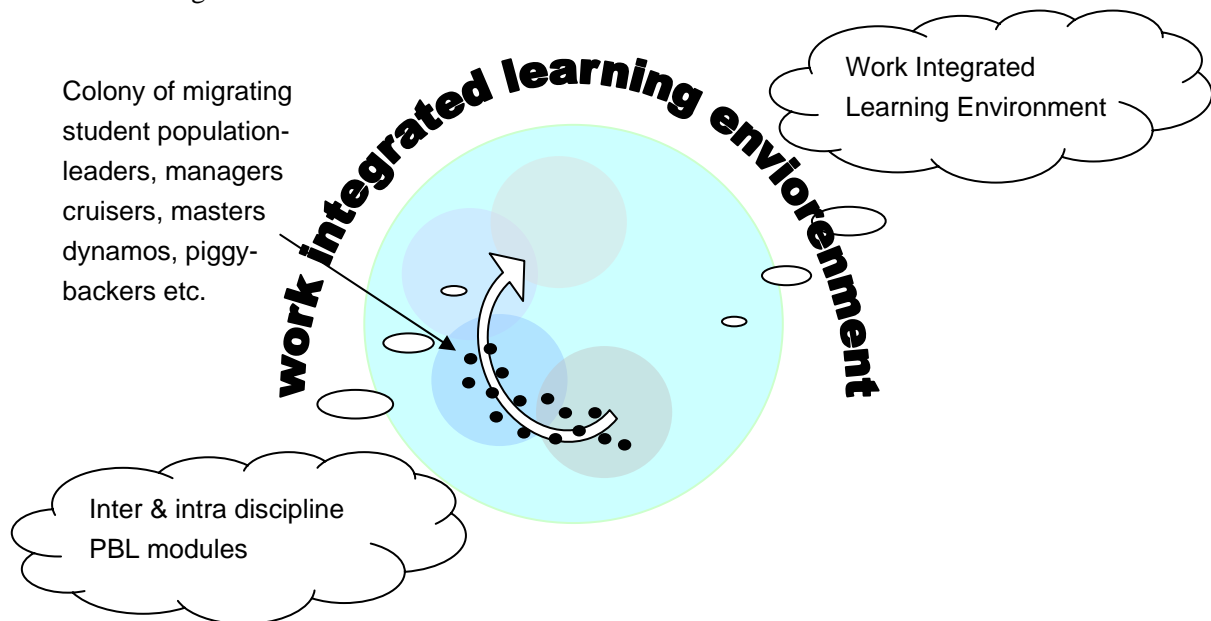 Colony of migrating
student population-
leaders, managers
cruisers, masters
dynamos, piggy-
backers etc.
work integrated learning enviorenment
Work Integrated
Learning Environment
Inter & intra discipline
PBL modules